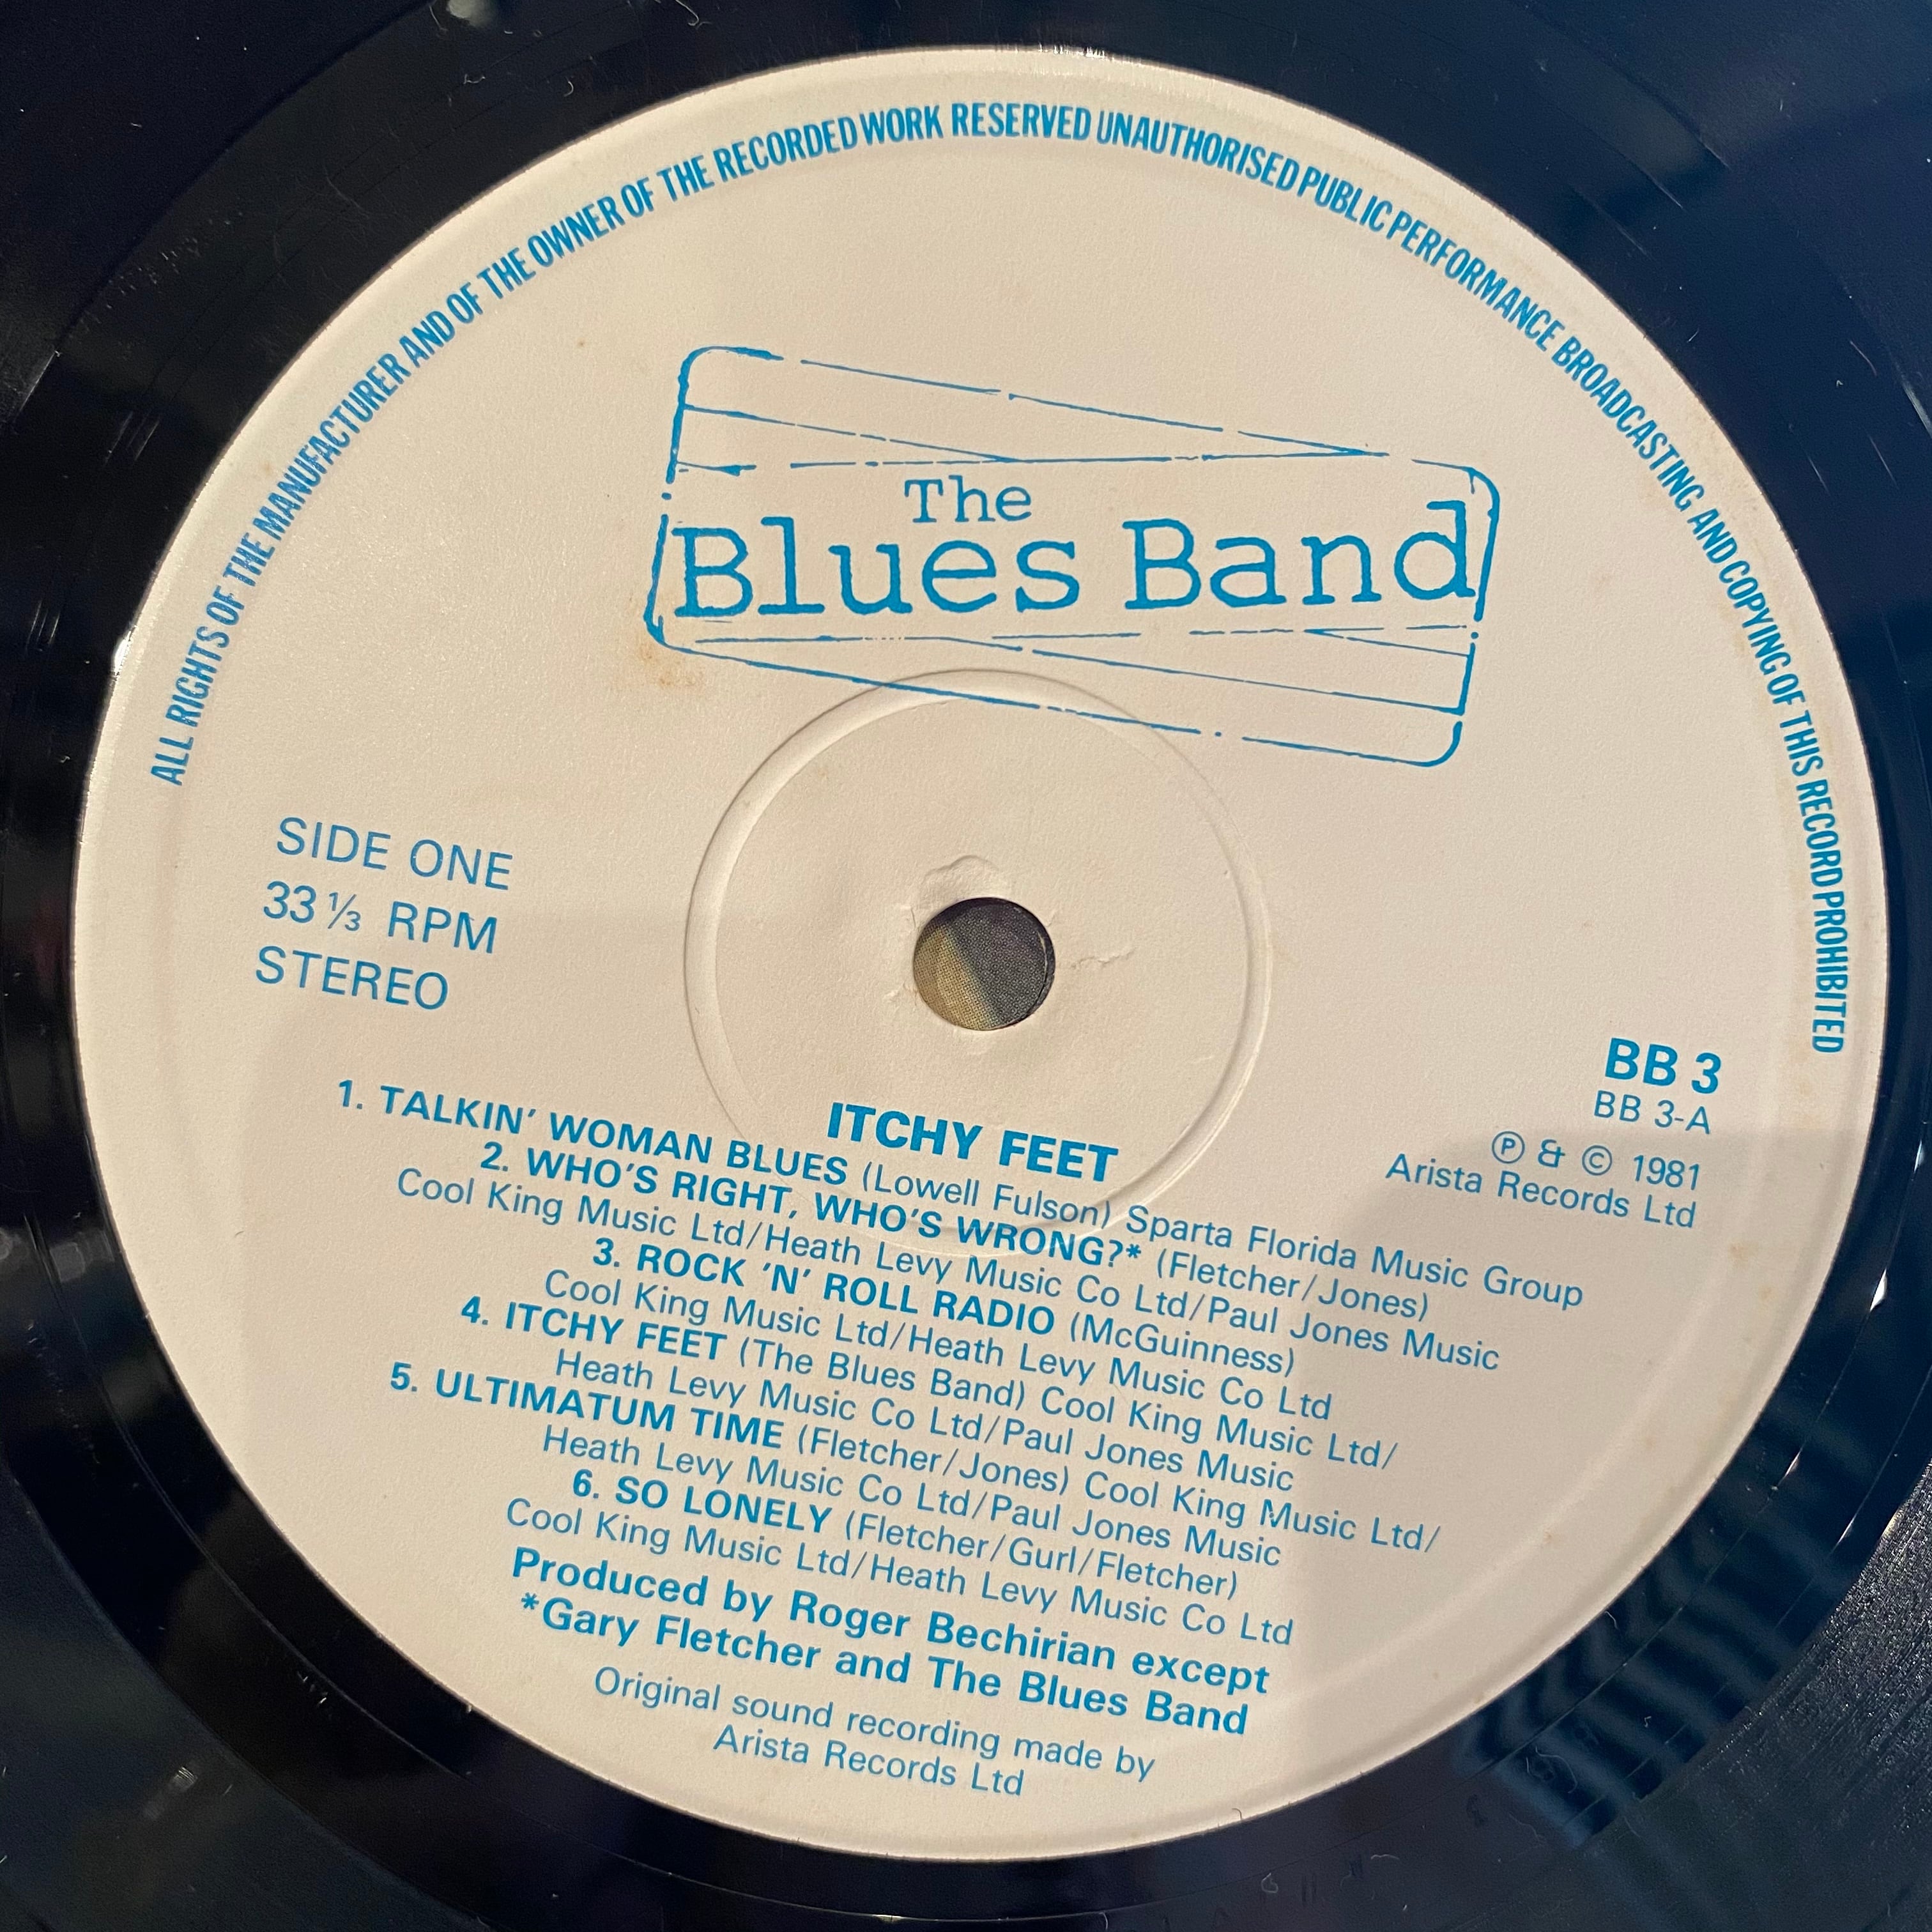 ALL RIGHTS OF THE MANUFACTURER AND OF THE OWNER OF THE RECORDED WORK RESERVED UNAUTHORISED PUBLIC PERFORMANCE BROADCASTING AND COPYING OF THIS RECORD PROHIBITED
The
Blues Band
SIDE ONE
33 ⅓ RPM
STEREO
BB 3
BB 3-A
Ⓟ & © 1981
Arista Records Ltd
ITCHY FEET
1. TALKIN' WOMAN BLUES (Lowell Fulson) Sparta Florida Music Group
2. WHO'S RIGHT, WHO'S WRONG?* (Fletcher/Jones)
Cool King Music Ltd/Heath Levy Music Co Ltd/Paul Jones Music
3. ROCK 'N' ROLL RADIO (McGuinness)
Cool King Music Ltd/Heath Levy Music Co Ltd
4. ITCHY FEET (The Blues Band) Cool King Music Ltd/
Heath Levy Music Co Ltd/Paul Jones Music
5. ULTIMATUM TIME (Fletcher/Jones) Cool King Music Ltd/
Heath Levy Music Co Ltd/Paul Jones Music
6. SO LONELY (Fletcher/Gurl/Fletcher)
Cool King Music Ltd/Heath Levy Music Co Ltd
Produced by Roger Bechirian except
*Gary Fletcher and The Blues Band
Original sound recording made by
Arista Records Ltd